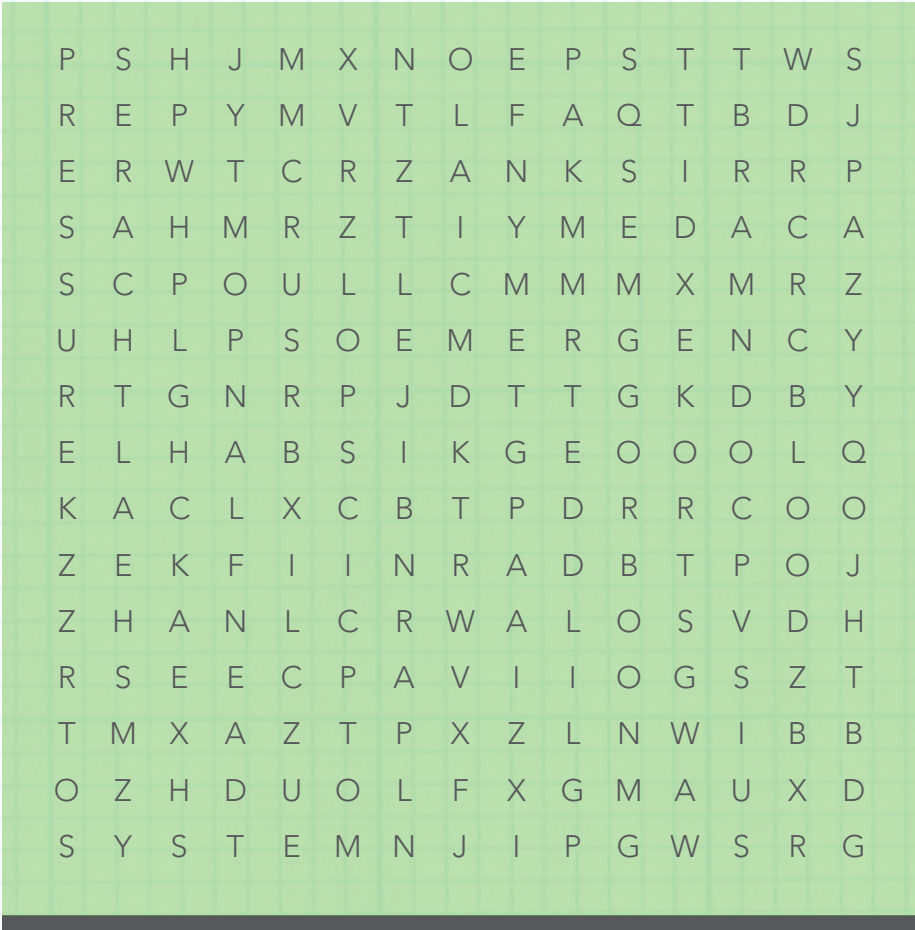 P S H J M X N O E P S T T W S
R E P Y M V T L F A Q T B D J
E R W T C R Z A N K S I R R P
S A H M R Z T I Y M E D A C A
S C P O U L L C M M M X M R Z
U H L P S O E M E R G E N C Y
R T G N R P J D T T G K D B Y
E L H A B S I K G E O O O L Q
K A C L X C B T P D R R C O O
Z E K F I I N R A D B T P O J
Z H A N L C R W A L O S V D H
R S E E C P A V I I O G S Z T
T M X A Z T P X Z L N W I B B
O Z H D U O L F X G M A U X D
S Y S T E M N J I P G W S R G